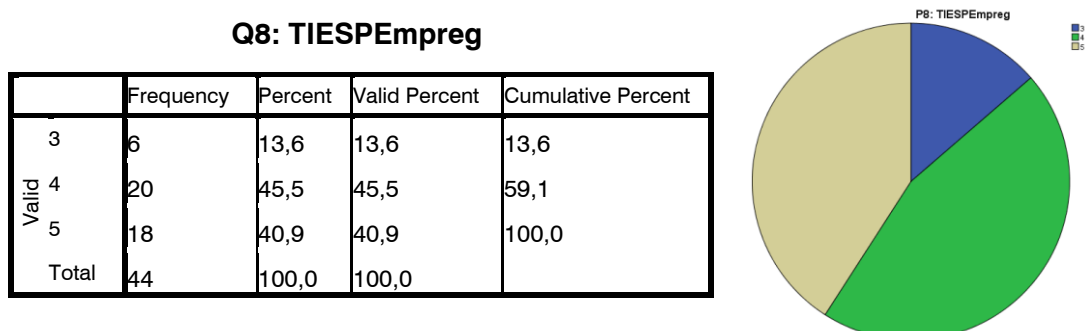 Q8: TIESPEmpreg
Frequency Percent Valid Percent Cumulative Percent
Valid
3 6 13,6 13,6 13,6
4 20 45,5 45,5 59,1
5 18 40,9 40,9 100,0
Total 44 100,0 100,0
P8: TIESPEmpreg
3
4
5